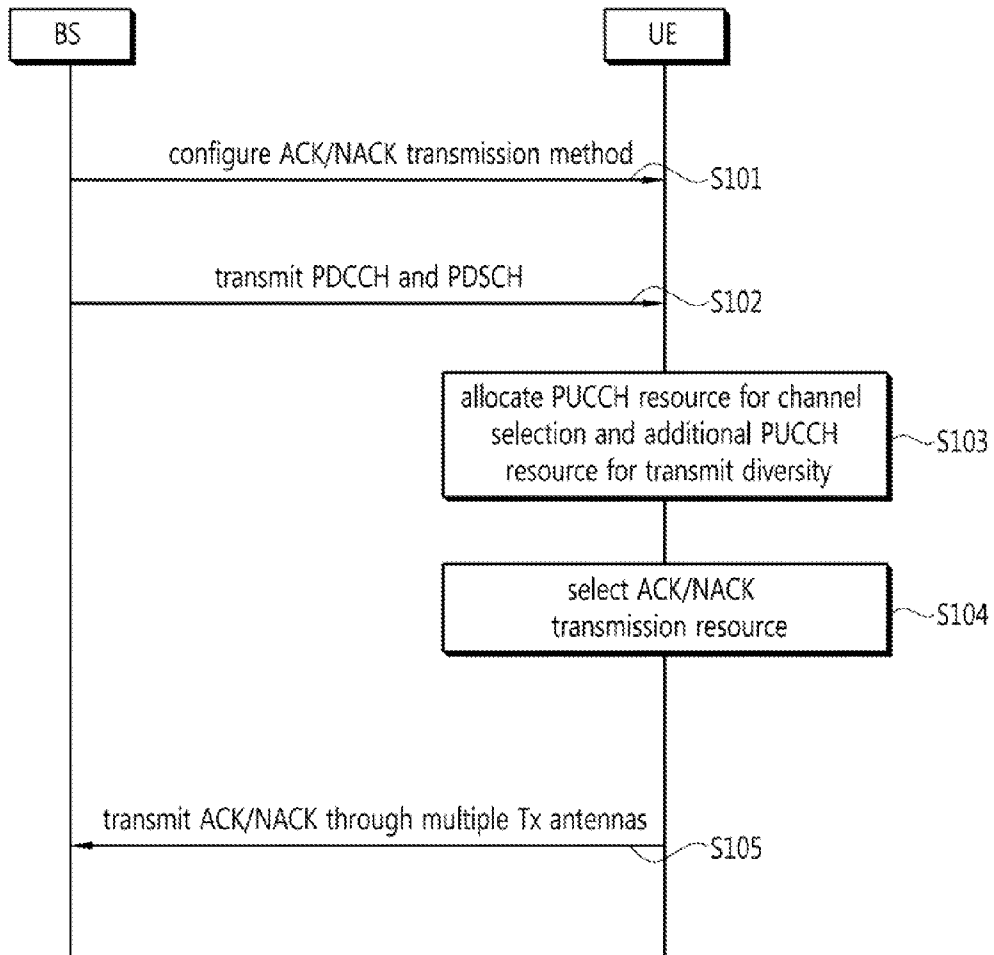 BS
UE
configure ACK/NACK transmission method
S101
transmit PDCCH and PDSCH
S102
allocate PUCCH resource for channel
selection and additional PUCCH
resource for transmit diversity
S103
select ACK/NACK
transmission resource
S104
transmit ACK/NACK through multiple Tx antennas
S105